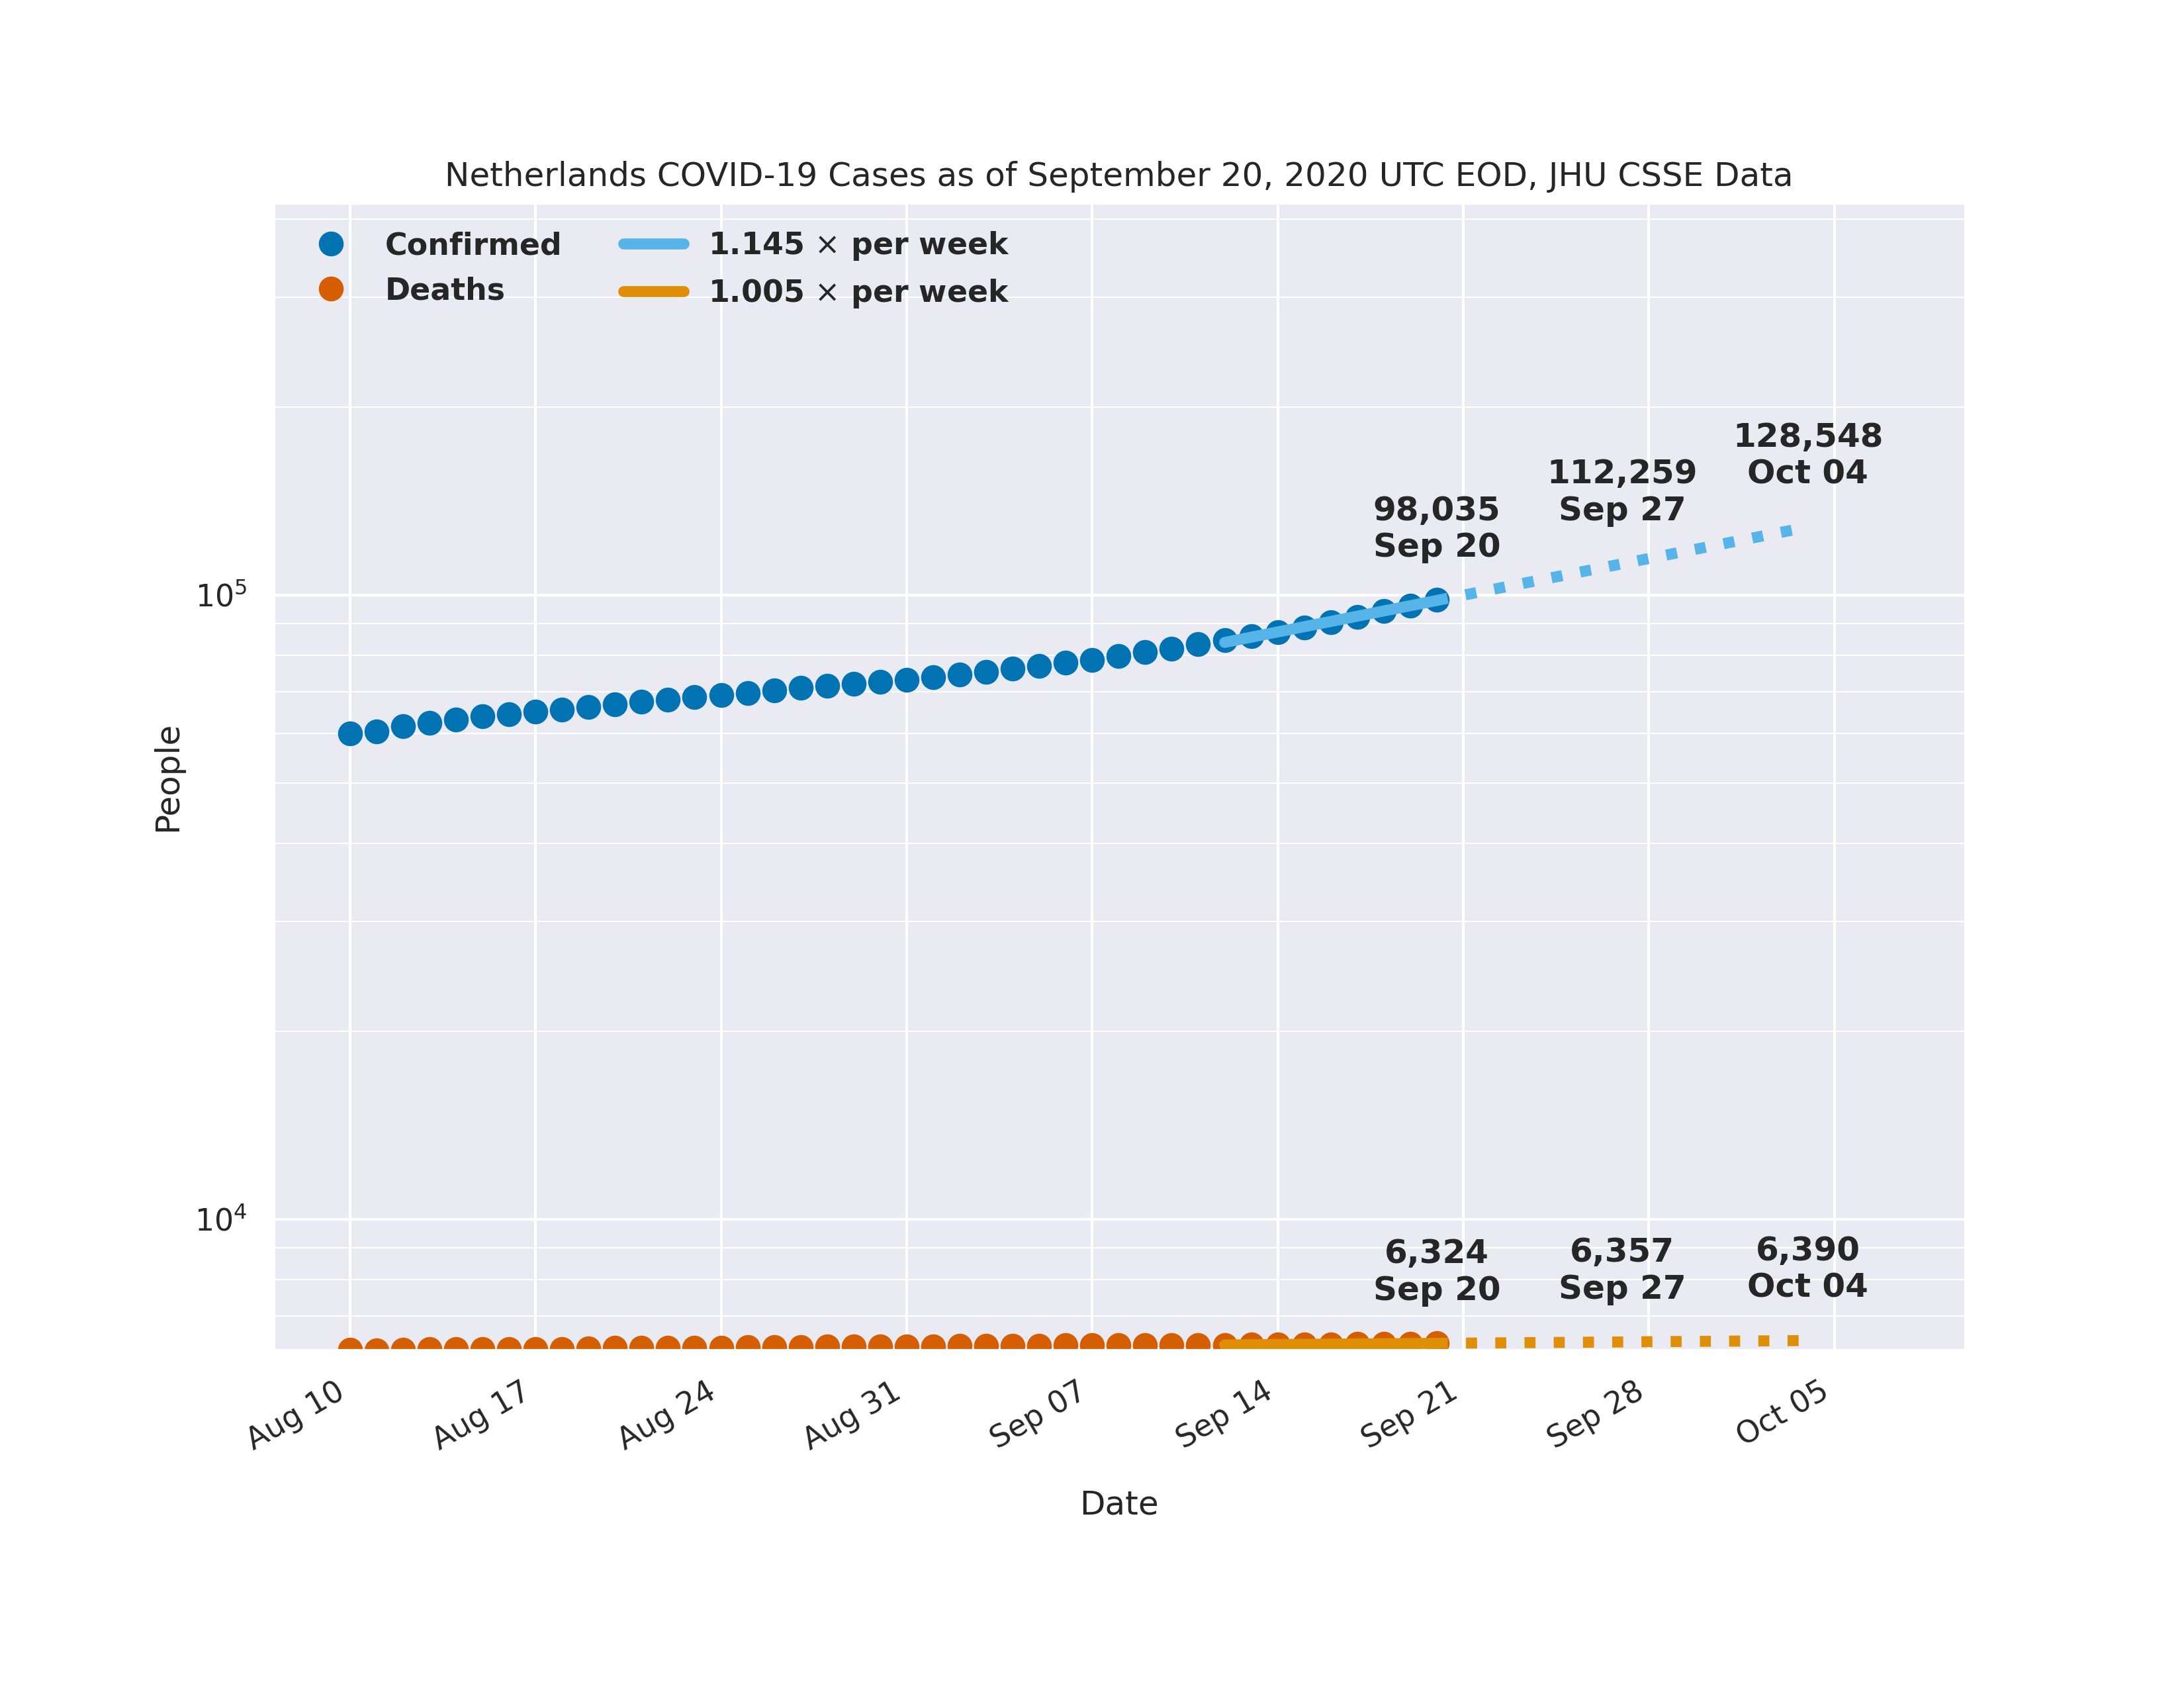 Netherlands COVID-19 Cases as of September 20, 2020 UTC EOD, JHU CSSE Data
Confirmed
Deaths
1.145 × per week
1.005 × per week
128,548
Oct 04
112,259
Sep 27
98,035
Sep 20
10⁵
People
10⁴
6,324
Sep 20
6,357
Sep 27
6,390
Oct 04
Aug 10
Aug 17
Aug 24
Aug 31
Sep 07
Sep 14
Sep 21
Sep 28
Oct 05
Date